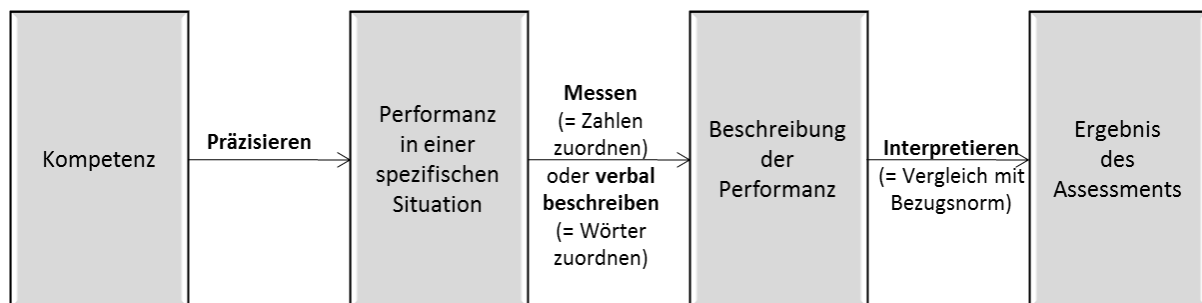 Kompetenz
Präzisieren
Performanz
in einer
spezifischen
Situation
Messen
(= Zahlen
zuordnen)
oder verbal
beschreiben
(= Wörter
zuordnen)
Beschreibung
der
Performanz
Interpretieren
(= Vergleich mit
Bezugsnorm)
Ergebnis
des
Assessments